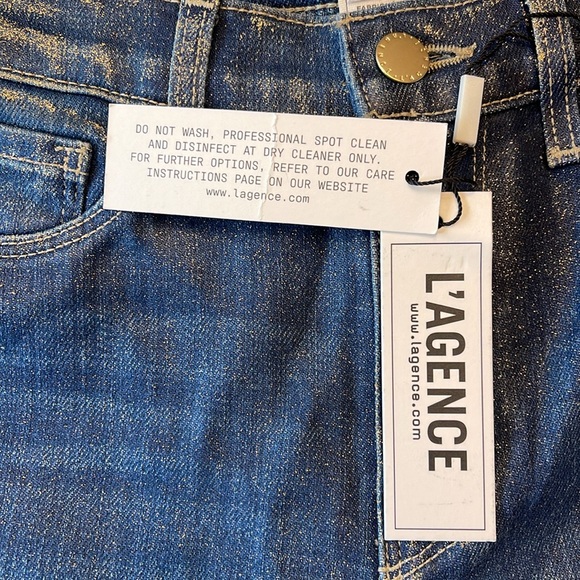 DO NOT WASH, PROFESSIONAL SPOT CLEAN
AND DISINFECT AT DRY CLEANER ONLY.
FOR FURTHER OPTIONS, REFER TO OUR CARE
INSTRUCTIONS PAGE ON OUR WEBSITE
www.lagence.com
L'AGENCE
www.lagence.com